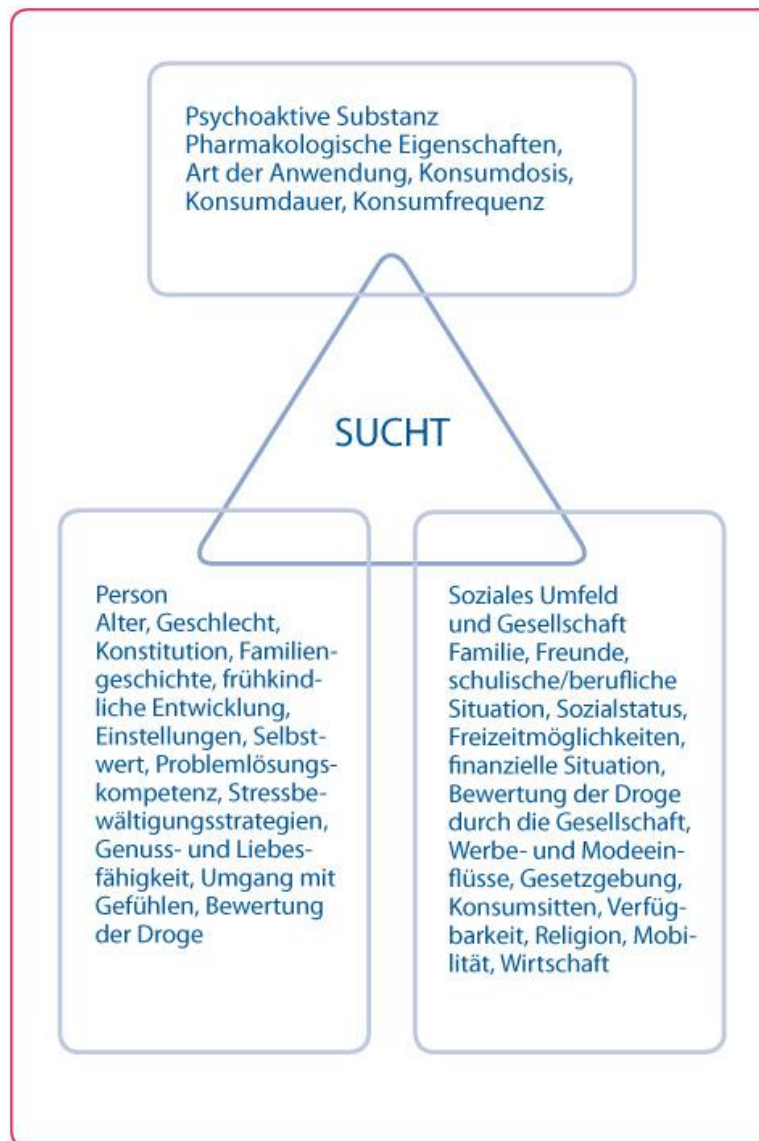 Psychoaktive Substanz
Pharmakologische Eigenschaften,
Art der Anwendung, Konsumdosis,
Konsumdauer, Konsumfrequenz
SUCHT
Person
Alter, Geschlecht,
Konstitution, Familien-
geschichte, frühkind-
liche Entwicklung,
Einstellungen, Selbst-
wert, Problemlösungs-
kompetenz, Stressbe-
wältigungsstrategien,
Genuss- und Liebes-
fähigkeit, Umgang mit
Gefühlen, Bewertung
der Droge
Soziales Umfeld
und Gesellschaft
Familie, Freunde,
schulische/berufliche
Situation, Sozialstatus,
Freizeitmöglichkeiten,
finanzielle Situation,
Bewertung der Droge
durch die Gesellschaft,
Werbe- und Modeein-
flüsse, Gesetzgebung,
Konsumsitten, Verfüg-
barkeit, Religion, Mobi-
lität, Wirtschaft